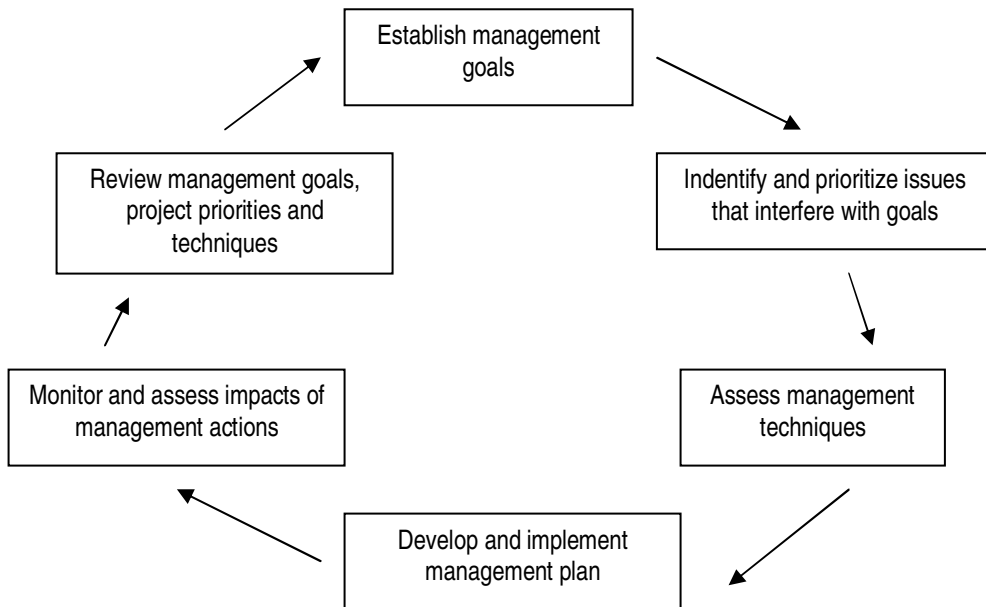 Establish management
goals
Review management goals,
project priorities and
techniques
Indentify and prioritize issues
that interfere with goals
Monitor and assess impacts of
management actions
Assess management
techniques
Develop and implement
management plan